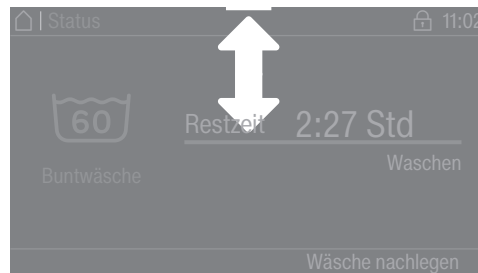 | Status 11:02
60
Restzeit 2:27 Std
Waschen
Buntwäsche
Wäsche nachlegen